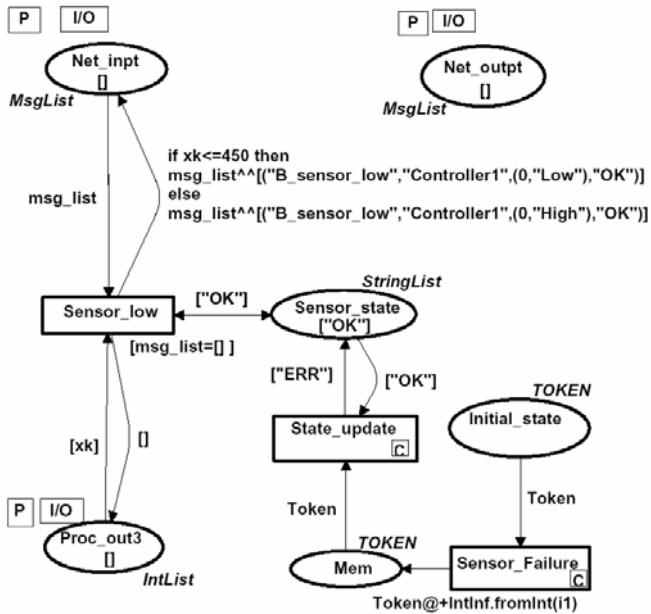 P I/O P I/O
Net_inpt
[]
MsgList
Net_outpt
[]
MsgList
if xk<=450 then
msg_list^^[("B_sensor_low","Controller1",(0,"Low"),"OK")]
else
msg_list^^[("B_sensor_low","Controller1",(0,"High"),"OK")]
msg_list
Sensor_low
["OK"]
StringList
Sensor_state
["OK"]
[msg_list=[] ]
["ERR"]
["OK"]
TOKEN
Initial_state
State_update
C
[xk]
[]
Token
Token
P I/O
Proc_out3
[]
IntList
TOKEN
Mem
Sensor_Failure
C
Token@+IntInf.fromInt(i1)